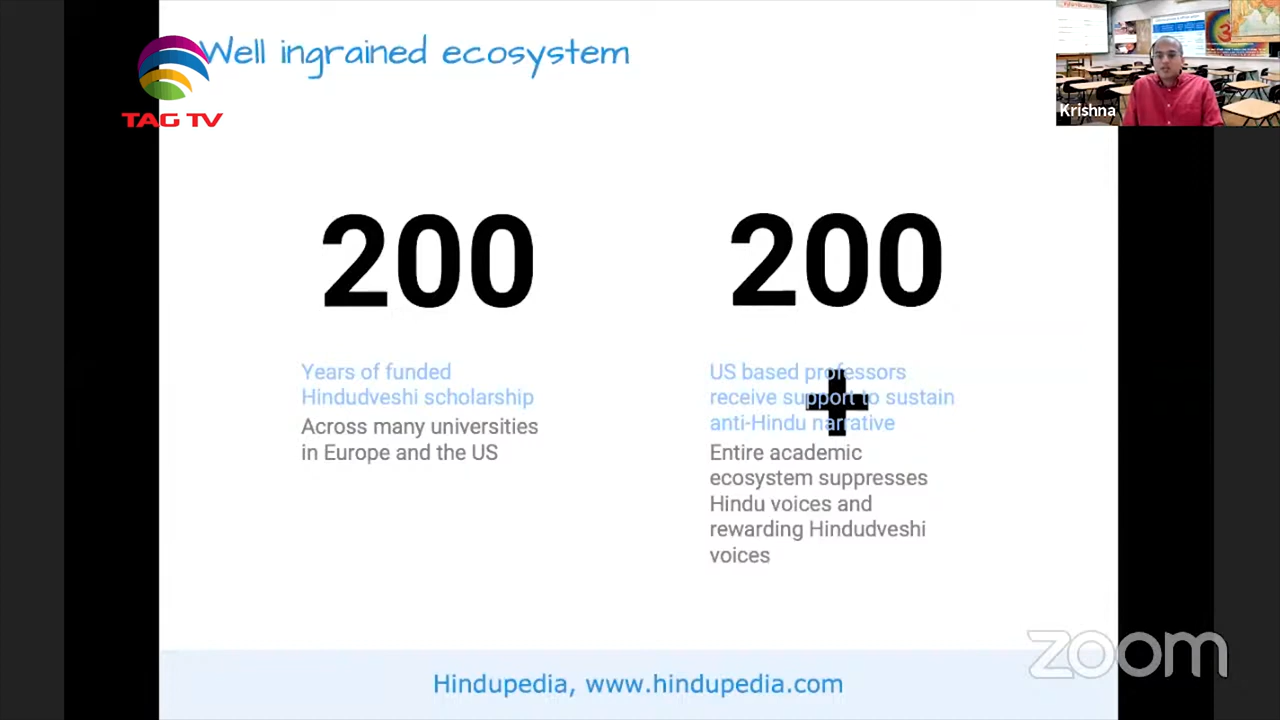 Well ingrained ecosystem
TAG TV
Krishna
200
Years of funded
Hindudveshi scholarship
Across many universities
in Europe and the US
200
+
US based professors
receive support to sustain
anti-Hindu narrative
Entire academic
ecosystem suppresses
Hindu voices and
rewarding Hindudveshi
voices
Hindupedia, www.hindupedia.com
zoom